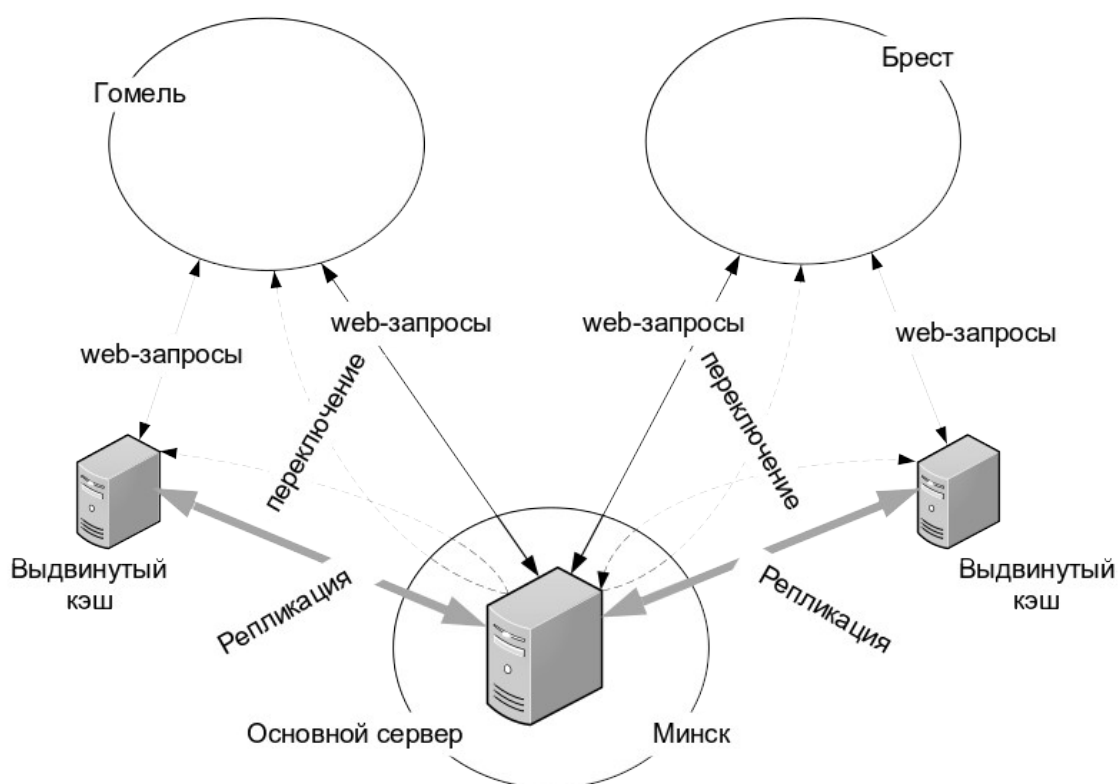 Брест
Гомель
web-запросы
web-запросы
web-запросы
web-запросы
переключение
переключение
Выдвинутый
кэш
Выдвинутый
кэш
Репликация
Репликация
Основной сервер
Минск